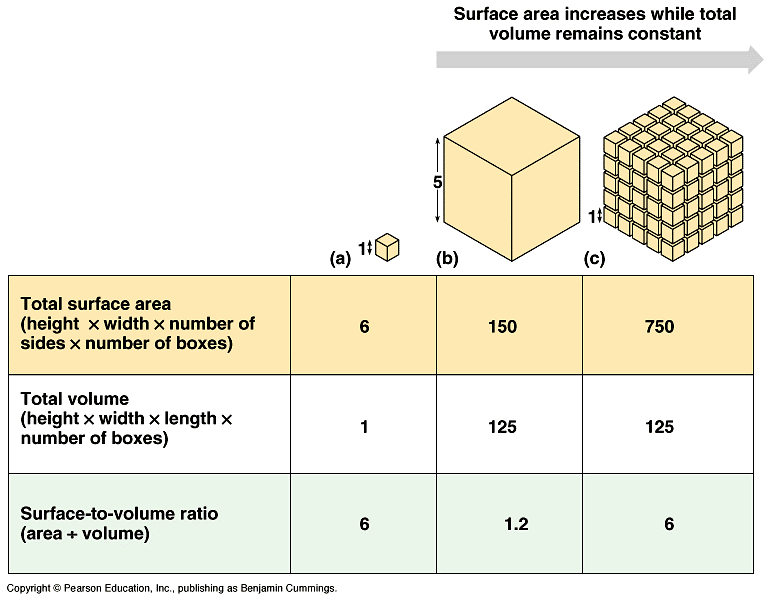 Surface area increases while total
volume remains constant
5
1
1
(a)
(b)
(c)
Total surface area
(height × width × number of
sides × number of boxes)
6
150
750
Total volume
(height × width × length ×
number of boxes)
1
125
125
Surface-to-volume ratio
(area + volume)
6
1.2
6
Copyright © Pearson Education, Inc., publishing as Benjamin Cummings.